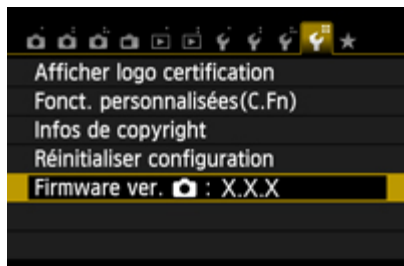 Afficher logo certification
Fonct. personnalisées(C.Fn)
Infos de copyright
Réinitialiser configuration
Firmware ver. : X.X.X